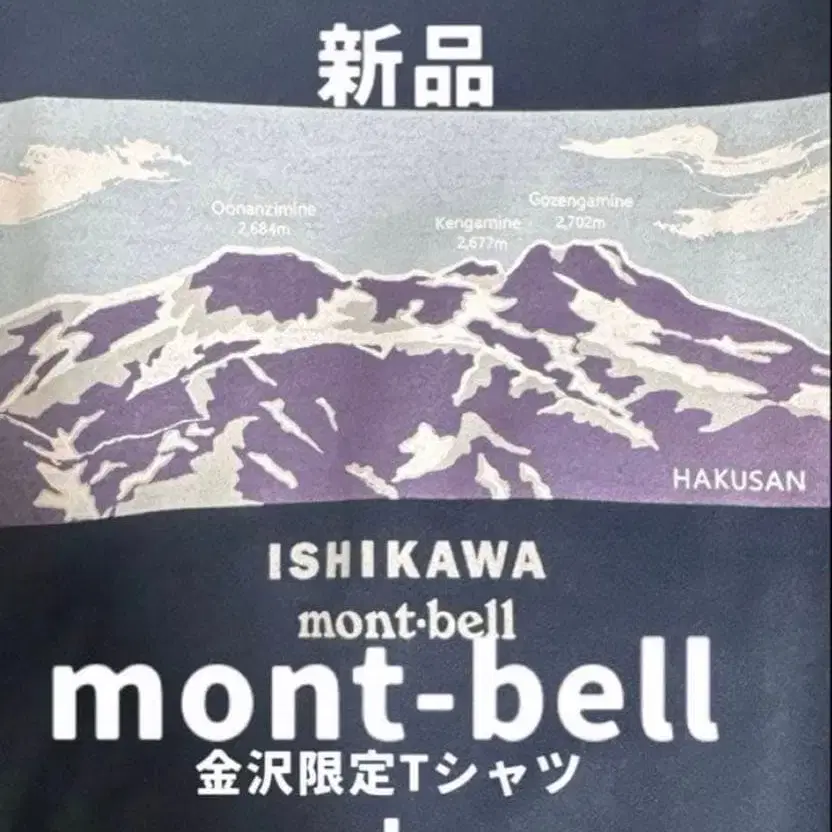 新品
Oonanzimine
2,684m
Kengamine
2,677m
Gozengamine
2,702m
HAKUSAN
ISHIKAWA
mont·bell
mont-bell
金沢限定Tシャツ